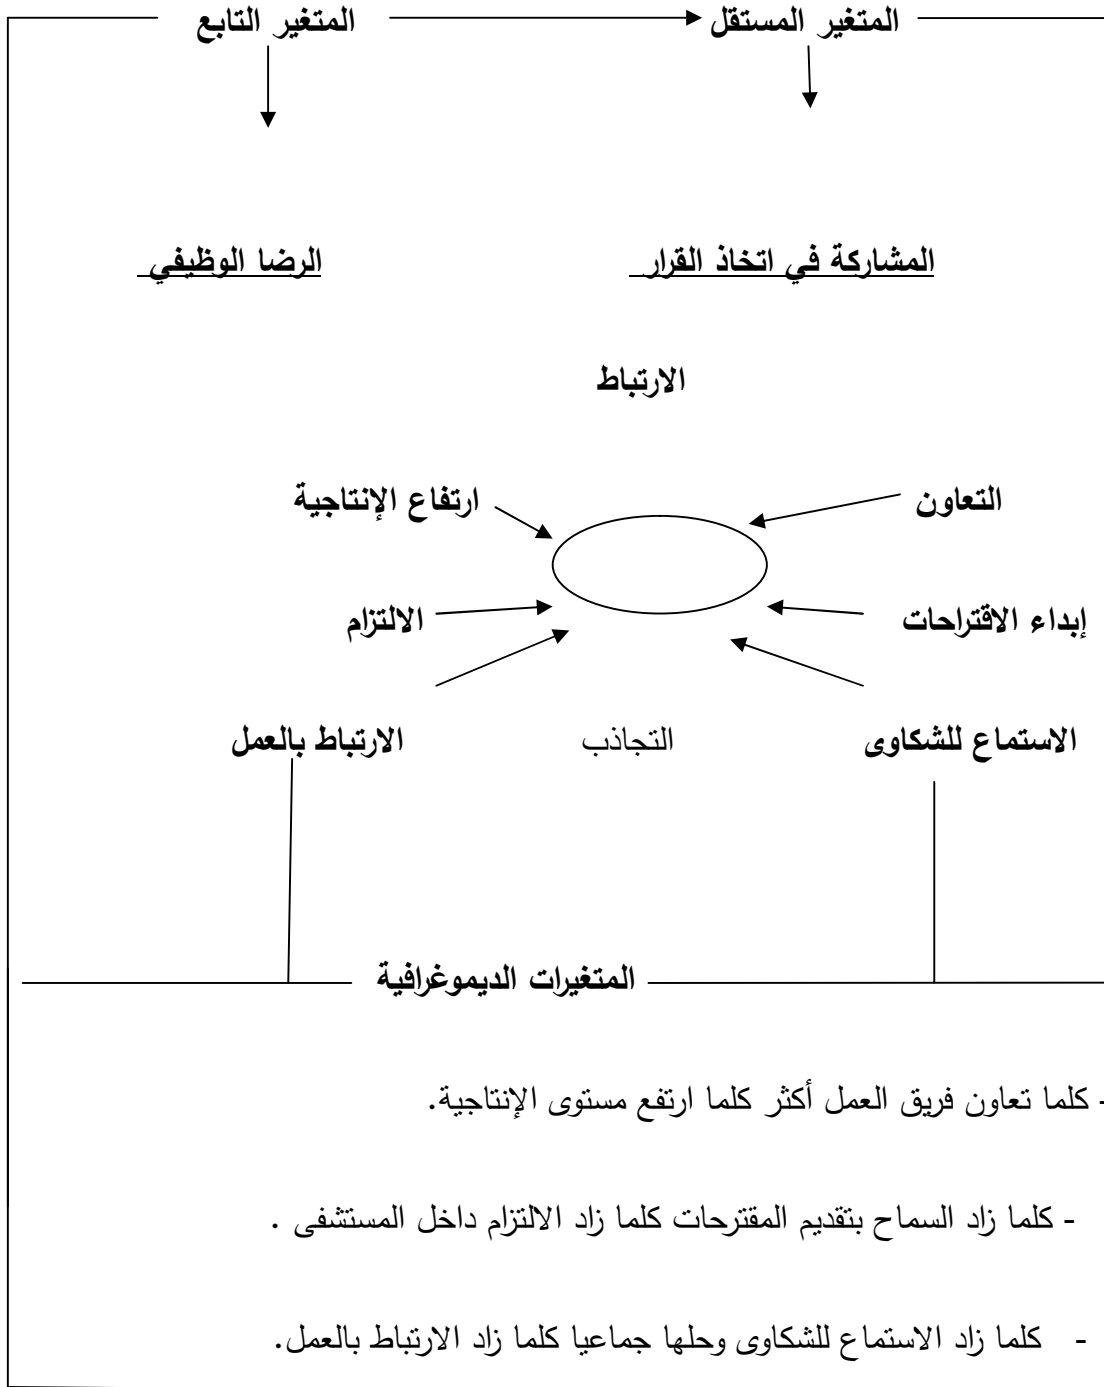 المتغير المستقل المتغير التابع
المشاركة في اتخاذ القرار الرضا الوظيفي
الارتباط
التعاون ارتفاع الإنتاجية
إبداء الاقتراحات الالتزام
الاستماع للشكاوى التجاذب الارتباط بالعمل
المتغيرات الديموغرافية
- كلما تعاون فريق العمل أكثر كلما ارتفع مستوى الإنتاجية.
- كلما زاد السماح بتقديم المقترحات كلما زاد الالتزام داخل المستشفى .
- كلما زاد الاستماع للشكاوى وحلها جماعيا كلما زاد الارتباط بالعمل.